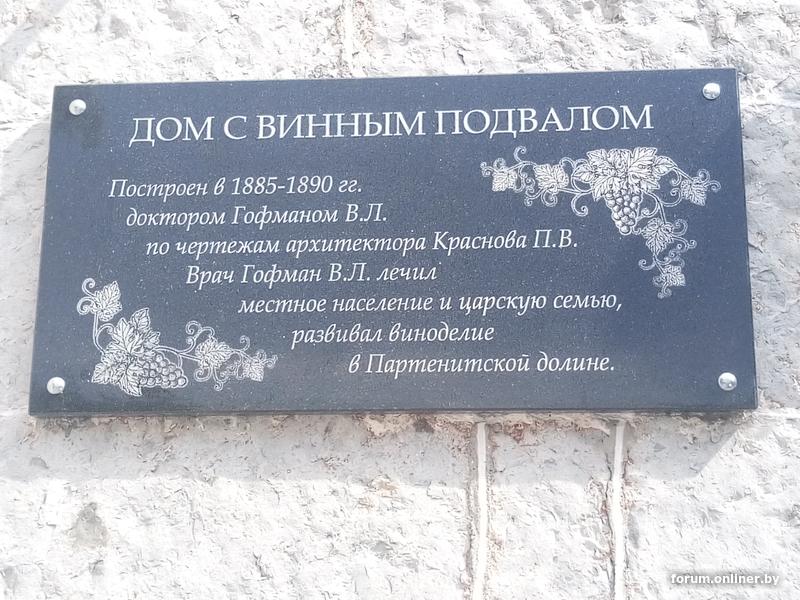 ДОМ С ВИННЫМ ПОДВАЛОМ
Построен в 1885-1890 гг.
доктором Гофманом В.Л.
по чертежам архитектора Краснова П.В.
Врач Гофман В.Л. лечил
местное население и царскую семью,
развивал виноделие
в Партенитской долине.
forum.onliner.by